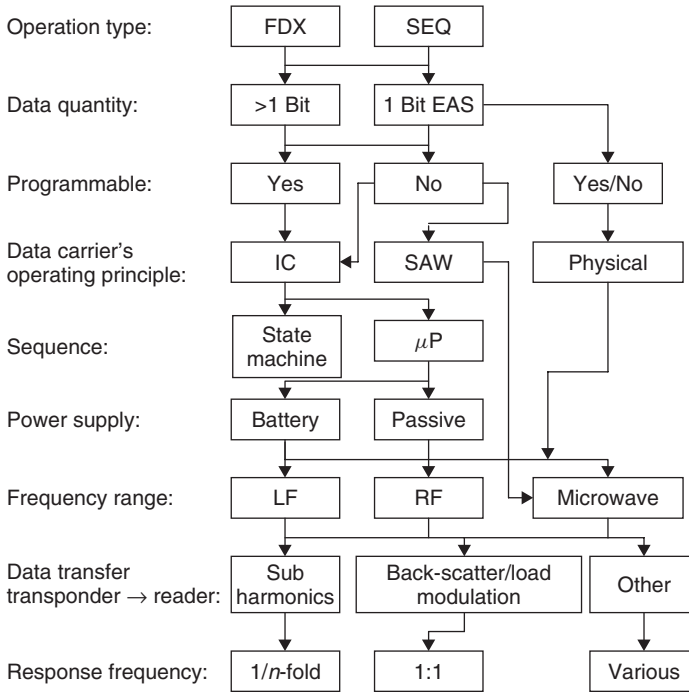 Operation type: FDX SEQ
Data quantity: >1 Bit 1 Bit EAS
Programmable: Yes No Yes/No
Data carrier's
operating principle: IC SAW Physical
Sequence: State
machine μP
Power supply: Battery Passive
Frequency range: LF RF Microwave
Data transfer
transponder → reader: Sub
harmonics Back-scatter/load
modulation Other
Response frequency: 1/n-fold 1:1 Various